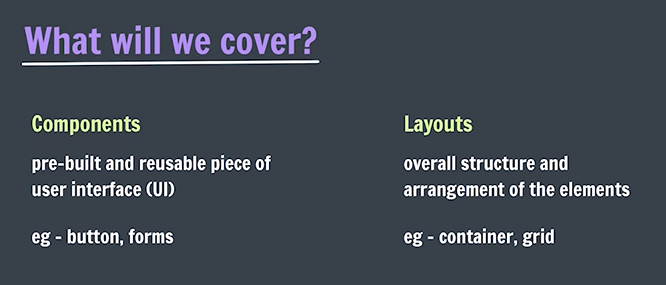 What will we cover?
Components
pre-built and reusable piece of
user interface (UI)
eg - button, forms
Layouts
overall structure and
arrangement of the elements
eg - container, grid